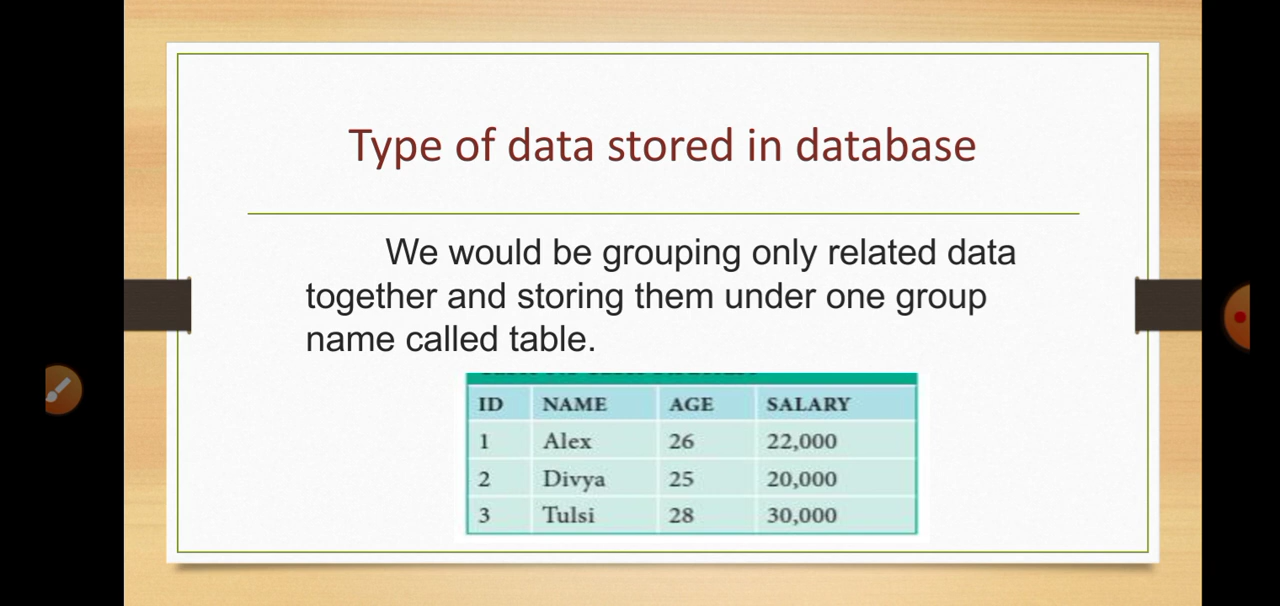 Type of data stored in database
We would be grouping only related data
together and storing them under one group
name called table.
ID NAME AGE SALARY
1 Alex 26 22,000
2 Divya 25 20,000
3 Tulsi 28 30,000